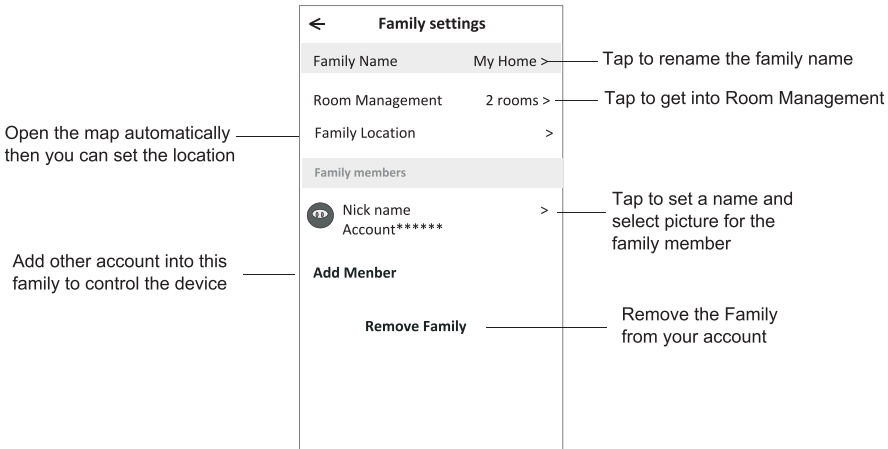 ← Family settings
Family Name My Home >
Tap to rename the family name
Room Management 2 rooms >
Tap to get into Room Management
Open the map automatically
then you can set the location
Family Location >
Family members
Nick name >
Account******
Tap to set a name and
select picture for the
family member
Add other account into this
family to control the device
Add Menber
Remove Family
Remove the Family
from your account